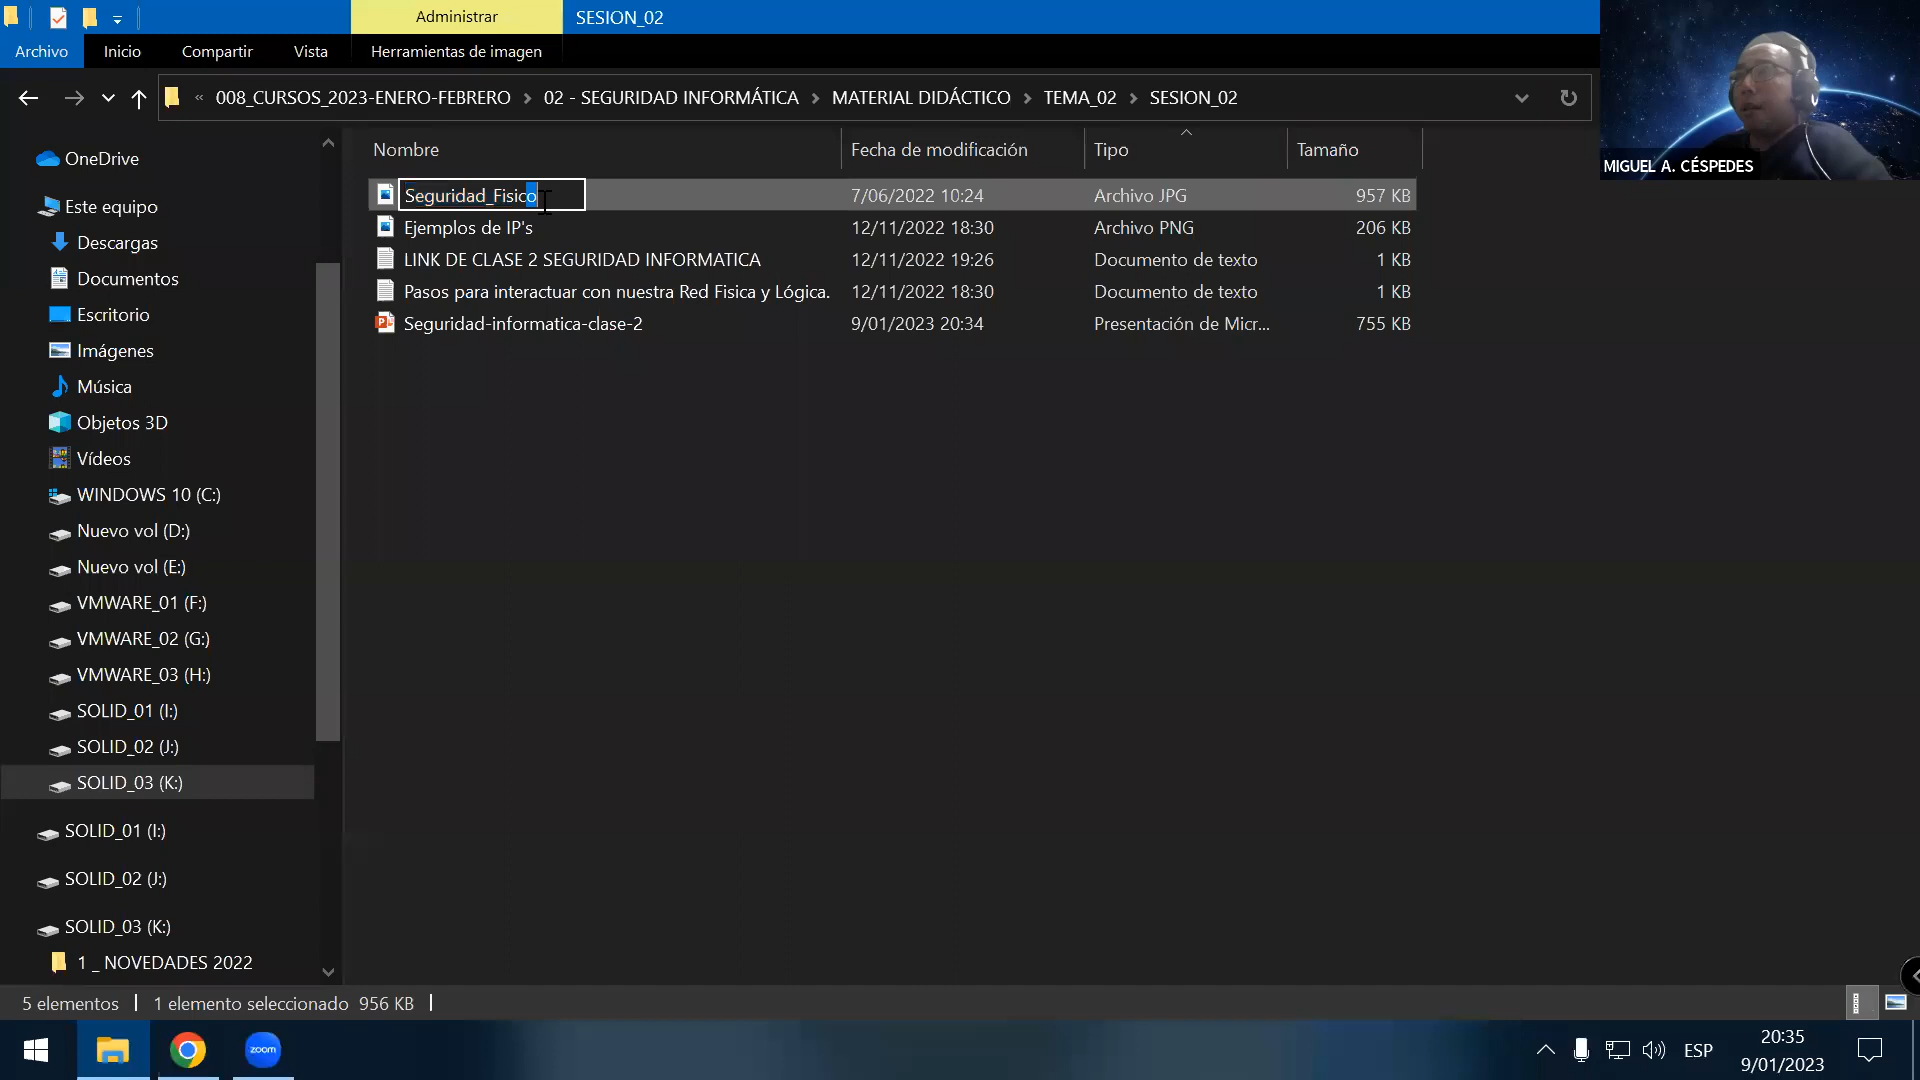 Administrar
SESION_02
Archivo
Inicio
Compartir
Vista
Herramientas de imagen
« 008_CURSOS_2023-ENERO-FEBRERO > 02 - SEGURIDAD INFORMÁTICA > MATERIAL DIDÁCTICO > TEMA_02 > SESION_02
MIGUEL A. CÉSPEDES
OneDrive
Este equipo
Descargas
Documentos
Escritorio
Imágenes
Música
Objetos 3D
Vídeos
WINDOWS 10 (C:)
Nuevo vol (D:)
Nuevo vol (E:)
VMWARE_01 (F:)
VMWARE_02 (G:)
VMWARE_03 (H:)
SOLID_01 (I:)
SOLID_02 (J:)
SOLID_03 (K:)
SOLID_01 (I:)
SOLID_02 (J:)
SOLID_03 (K:)
1 _ NOVEDADES 2022
Nombre Fecha de modificación Tipo Tamaño
Seguridad_Fisico 7/06/2022 10:24 Archivo JPG 957 KB
Ejemplos de IP's 12/11/2022 18:30 Archivo PNG 206 KB
LINK DE CLASE 2 SEGURIDAD INFORMATICA 12/11/2022 19:26 Documento de texto 1 KB
Pasos para interactuar con nuestra Red Fisica y Lógica. 12/11/2022 18:30 Documento de texto 1 KB
Seguridad-informatica-clase-2 9/01/2023 20:34 Presentación de Micr... 755 KB
5 elementos
1 elemento seleccionado 956 KB
zoom
ESP
20:35
9/01/2023